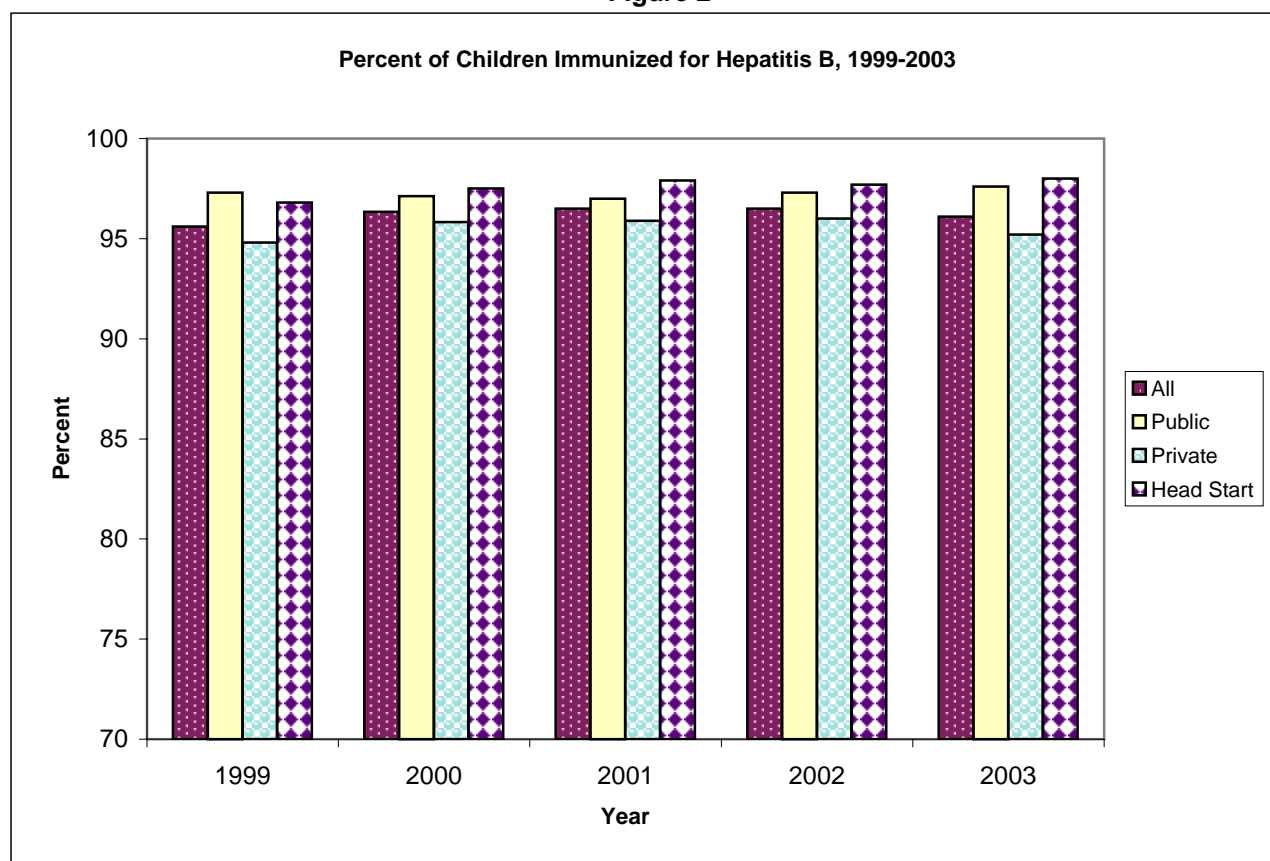 Percent of Children Immunized for Hepatitis B, 1999-2003
100
95
90
85
80
75
70
Percent
1999 2000 2001 2002 2003
Year
All
Public
Private
Head Start